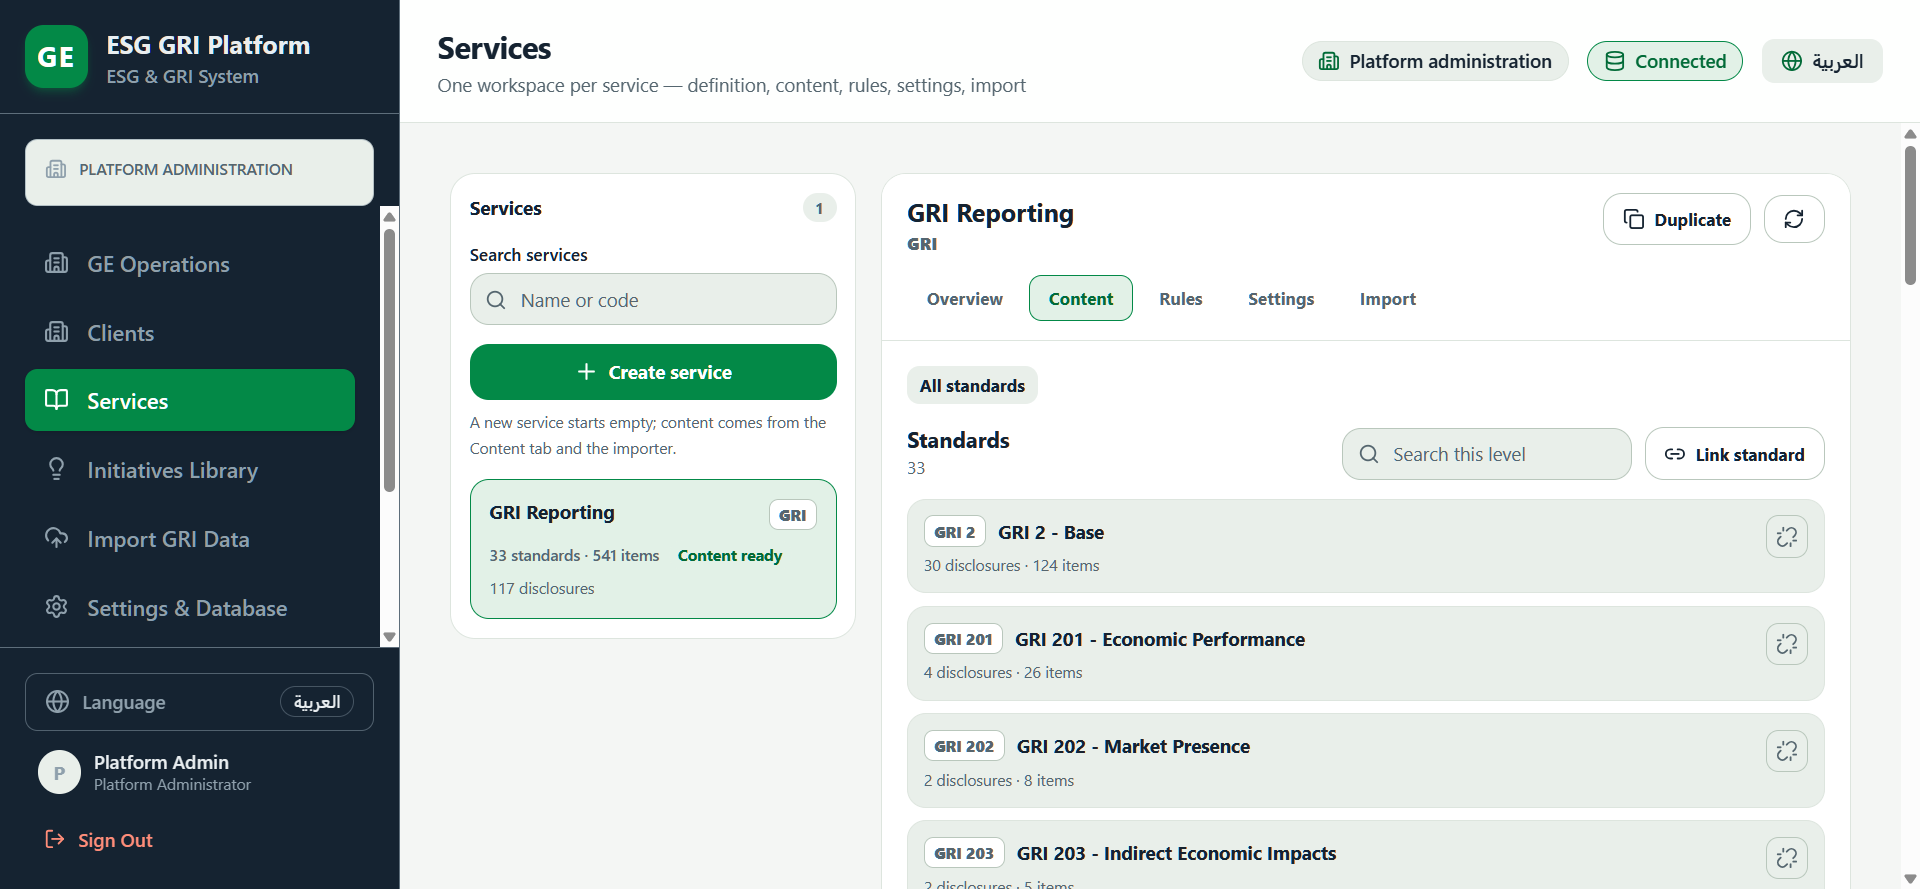 GE
ESG GRI Platform
ESG & GRI System
PLATFORM ADMINISTRATION
GE Operations
Clients
Services
Initiatives Library
Import GRI Data
Settings & Database
Language
العربية
P
Platform Admin
Platform Administrator
Sign Out
Services
One workspace per service — definition, content, rules, settings, import
Platform administration
Connected
العربية
Services
1
Search services
Name or code
Create service
A new service starts empty; content comes from the
Content tab and the importer.
GRI Reporting
GRI
33 standards · 541 items
Content ready
117 disclosures
GRI Reporting
GRI
Duplicate
Overview
Content
Rules
Settings
Import
All standards
Standards
33
Search this level
Link standard
GRI 2
GRI 2 - Base
30 disclosures · 124 items
GRI 201
GRI 201 - Economic Performance
4 disclosures · 26 items
GRI 202
GRI 202 - Market Presence
2 disclosures · 8 items
GRI 203
GRI 203 - Indirect Economic Impacts
2 disclosures · 5 items